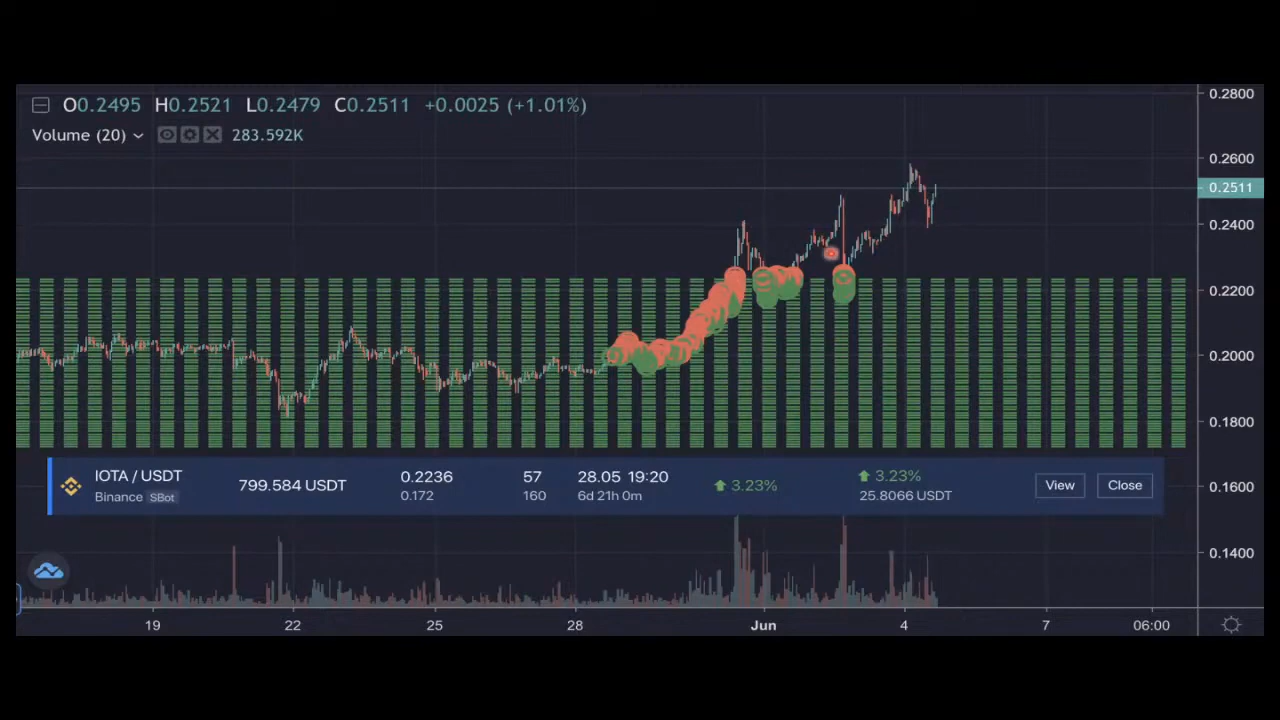 O0.2495 H0.2521 L0.2479 C0.2511 +0.0025 (+1.01%)
Volume (20) 283.592K
0.2800
0.2600
0.2511
0.2400
0.2200
0.2000
0.1800
0.1600
0.1400
IOTA / USDT
Binance SBot
799.584 USDT
0.2236
0.172
57
160
28.05 19:20
6d 21h 0m
3.23%
3.23%
25.8066 USDT
View
Close
19 22 25 28 Jun 4 7 06:00